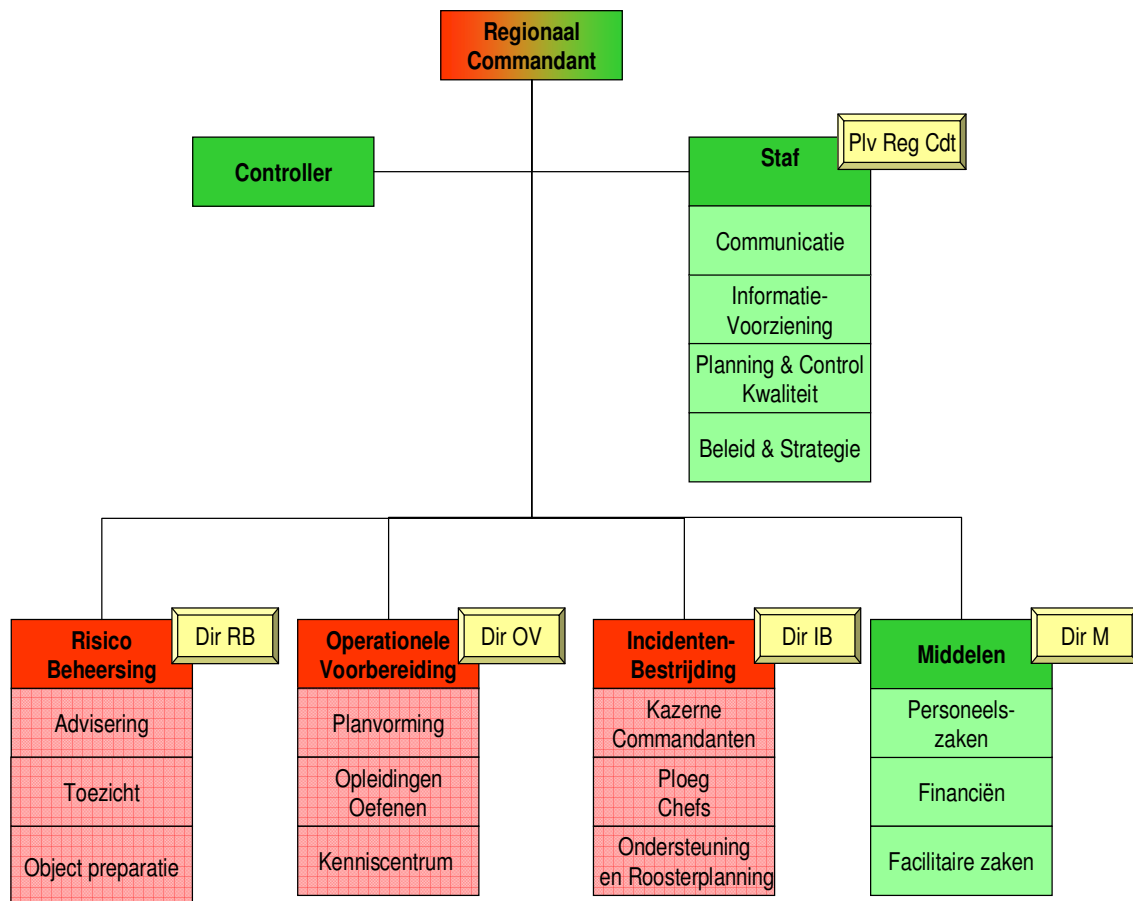 Regionaal
Commandant
Controller
Staf
Plv Reg Cdt
Communicatie
Informatie-
Voorziening
Planning & Control
Kwaliteit
Beleid & Strategie
Risico
Beheersing
Dir RB
Advisering
Toezicht
Object preparatie
Operationele
Voorbereiding
Dir OV
Planvorming
Opleidingen
Oefenen
Kenniscentrum
Incidenten-
Bestrijding
Dir IB
Kazerne
Commandanten
Ploeg
Chefs
Ondersteuning
en Roosterplanning
Middelen
Dir M
Personeels-
zaken
Financiën
Facilitaire zaken